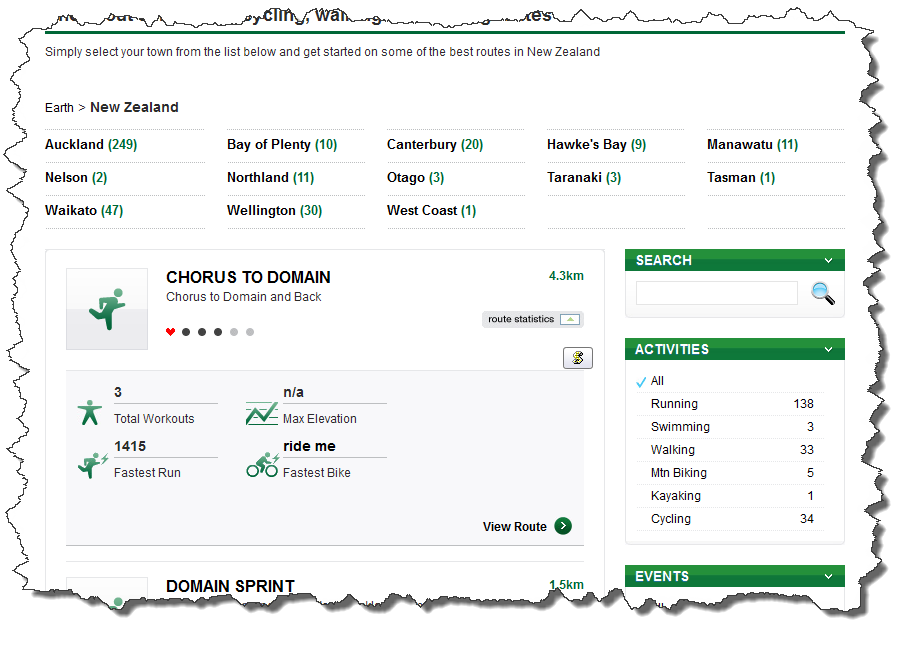 Simply select your town from the list below and get started on some of the best routes in New Zealand
Earth > New Zealand
Auckland (249) Bay of Plenty (10) Canterbury (20) Hawke's Bay (9) Manawatu (11)
Nelson (2) Northland (11) Otago (3) Taranaki (3) Tasman (1)
Waikato (47) Wellington (30) West Coast (1)
CHORUS TO DOMAIN 4.3km
Chorus to Domain and Back
route statistics
3
Total Workouts
n/a
Max Elevation
1415
Fastest Run
ride me
Fastest Bike
View Route
DOMAIN SPRINT 1.5km
SEARCH
ACTIVITIES
All
Running 138
Swimming 3
Walking 33
Mtn Biking 5
Kayaking 1
Cycling 34
EVENTS